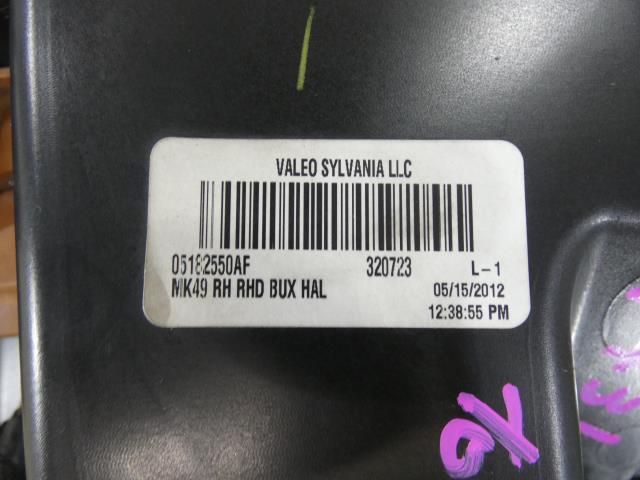 VALEO SYLVANIA LLC
05182550AF 320723 L-1
MK49 RH RHD BUX HAL 05/15/2012
12:38:55 PM